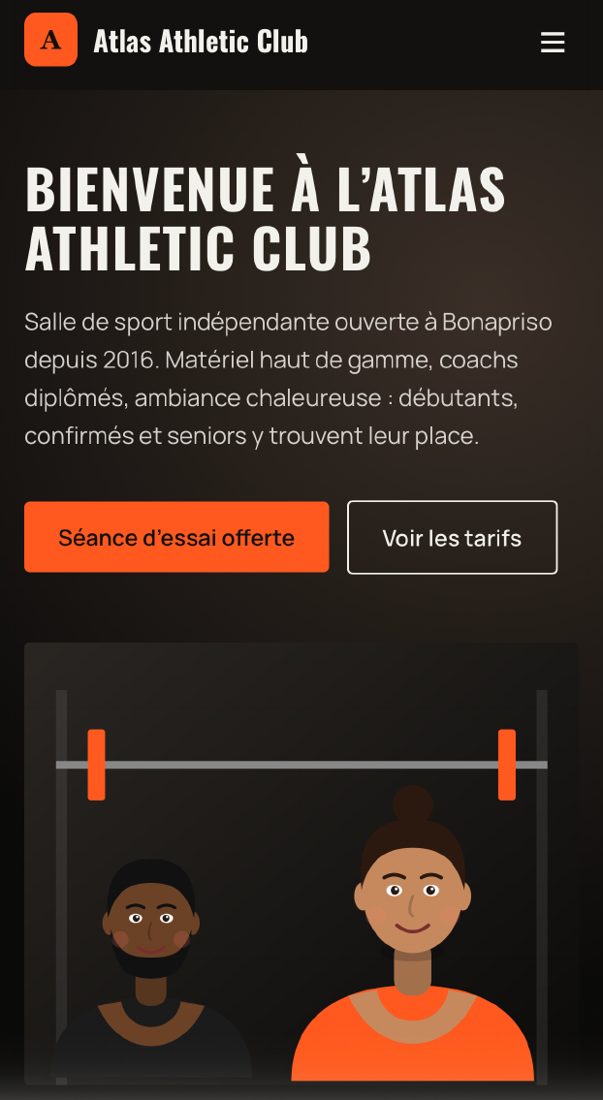 A
Atlas Athletic Club
BIENVENUE À L’ATLAS
ATHLETIC CLUB
Salle de sport indépendante ouverte à Bonapriso
depuis 2016. Matériel haut de gamme, coachs
diplômés, ambiance chaleureuse : débutants,
confirmés et seniors y trouvent leur place.
Séance d’essai offerte
Voir les tarifs